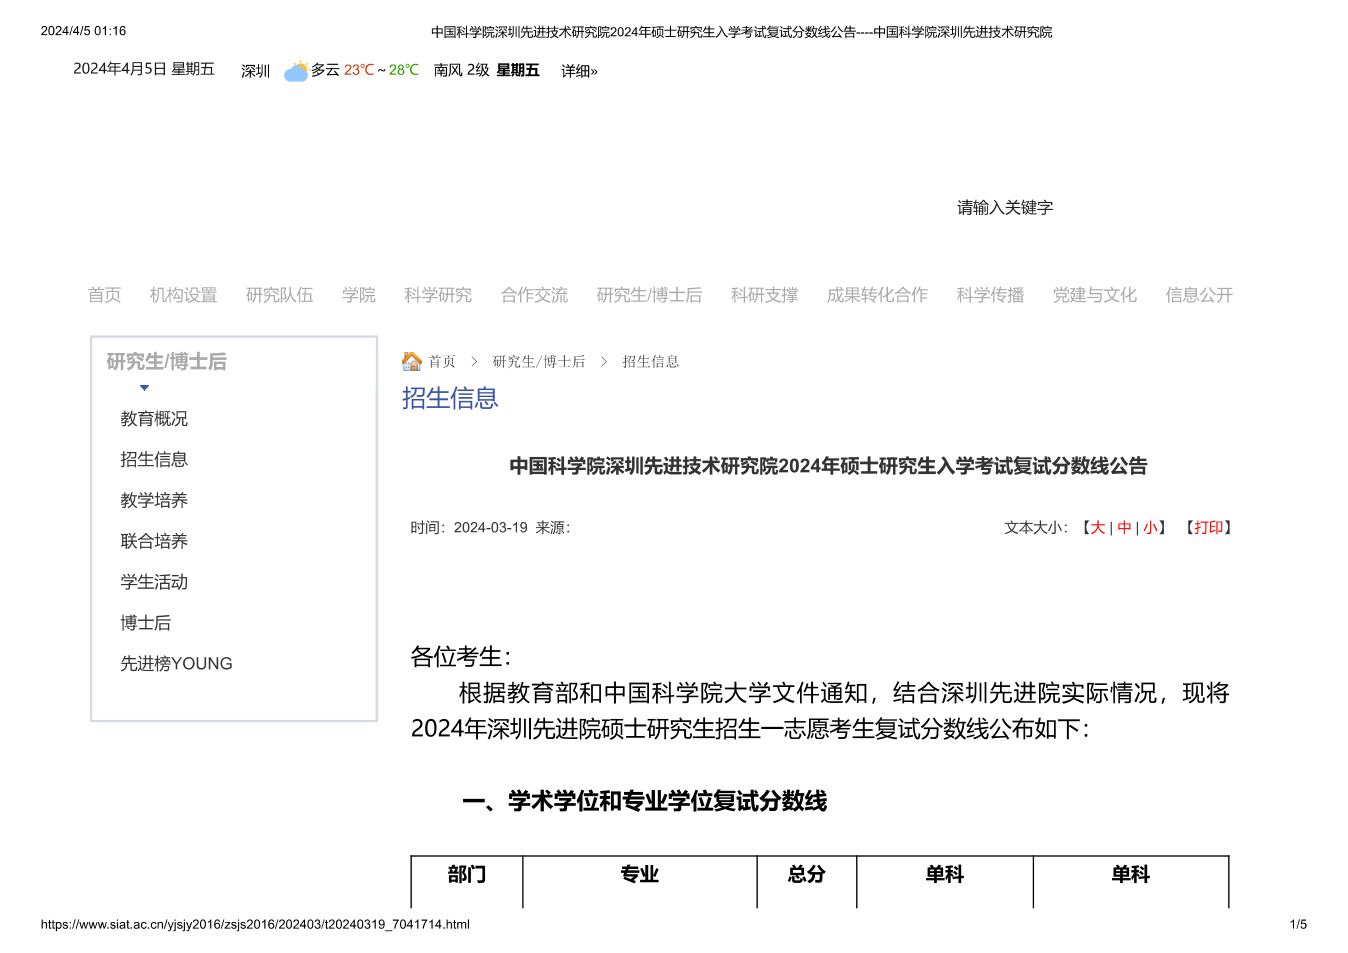 2024/4/5 01:16
中国科学院深圳先进技术研究院2024年硕士研究生入学考试复试分数线公告----中国科学院深圳先进技术研究院
2024年4月5日 星期五 深圳 多云 23℃ ~ 28℃ 南风 2级 星期五 详细»
请输入关键字
首页 机构设置 研究队伍 学院 科学研究 合作交流 研究生/博士后 科研支撑 成果转化合作 科学传播 党建与文化 信息公开
研究生/博士后
教育概况
招生信息
教学培养
联合培养
学生活动
博士后
先进榜YOUNG
首页 > 研究生/博士后 > 招生信息
招生信息
中国科学院深圳先进技术研究院2024年硕士研究生入学考试复试分数线公告
时间：2024-03-19 来源：
文本大小：【大 | 中 | 小】 【打印】
各位考生：
根据教育部和中国科学院大学文件通知，结合深圳先进院实际情况，现将
2024年深圳先进院硕士研究生招生一志愿考生复试分数线公布如下：
一、学术学位和专业学位复试分数线
部门 专业 总分 单科 单科
https://www.siat.ac.cn/yjsjy2016/zsjs2016/202403/t20240319_7041714.html
1/5